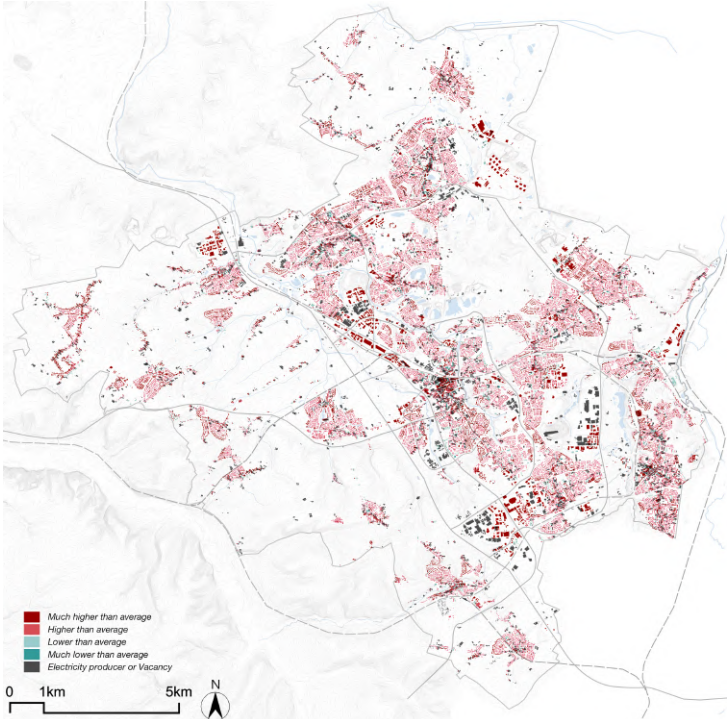 Much higher than average
Higher than average
Lower than average
Much lower than average
Electricity producer or Vacancy
0 1km 5km
N